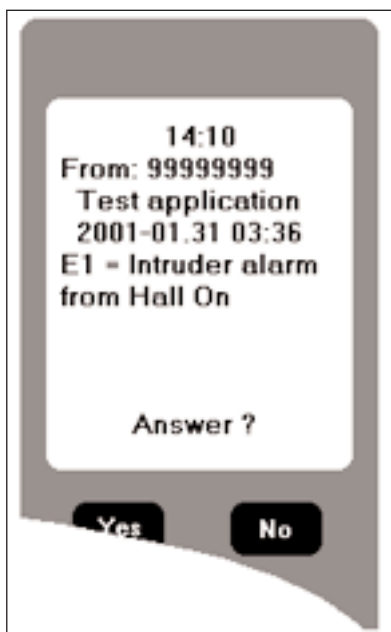 14:10
From: 99999999
Test application
2001-01.31 03:36
E1 = Intruder alarm
from Hall On
Answer ?
Yes No